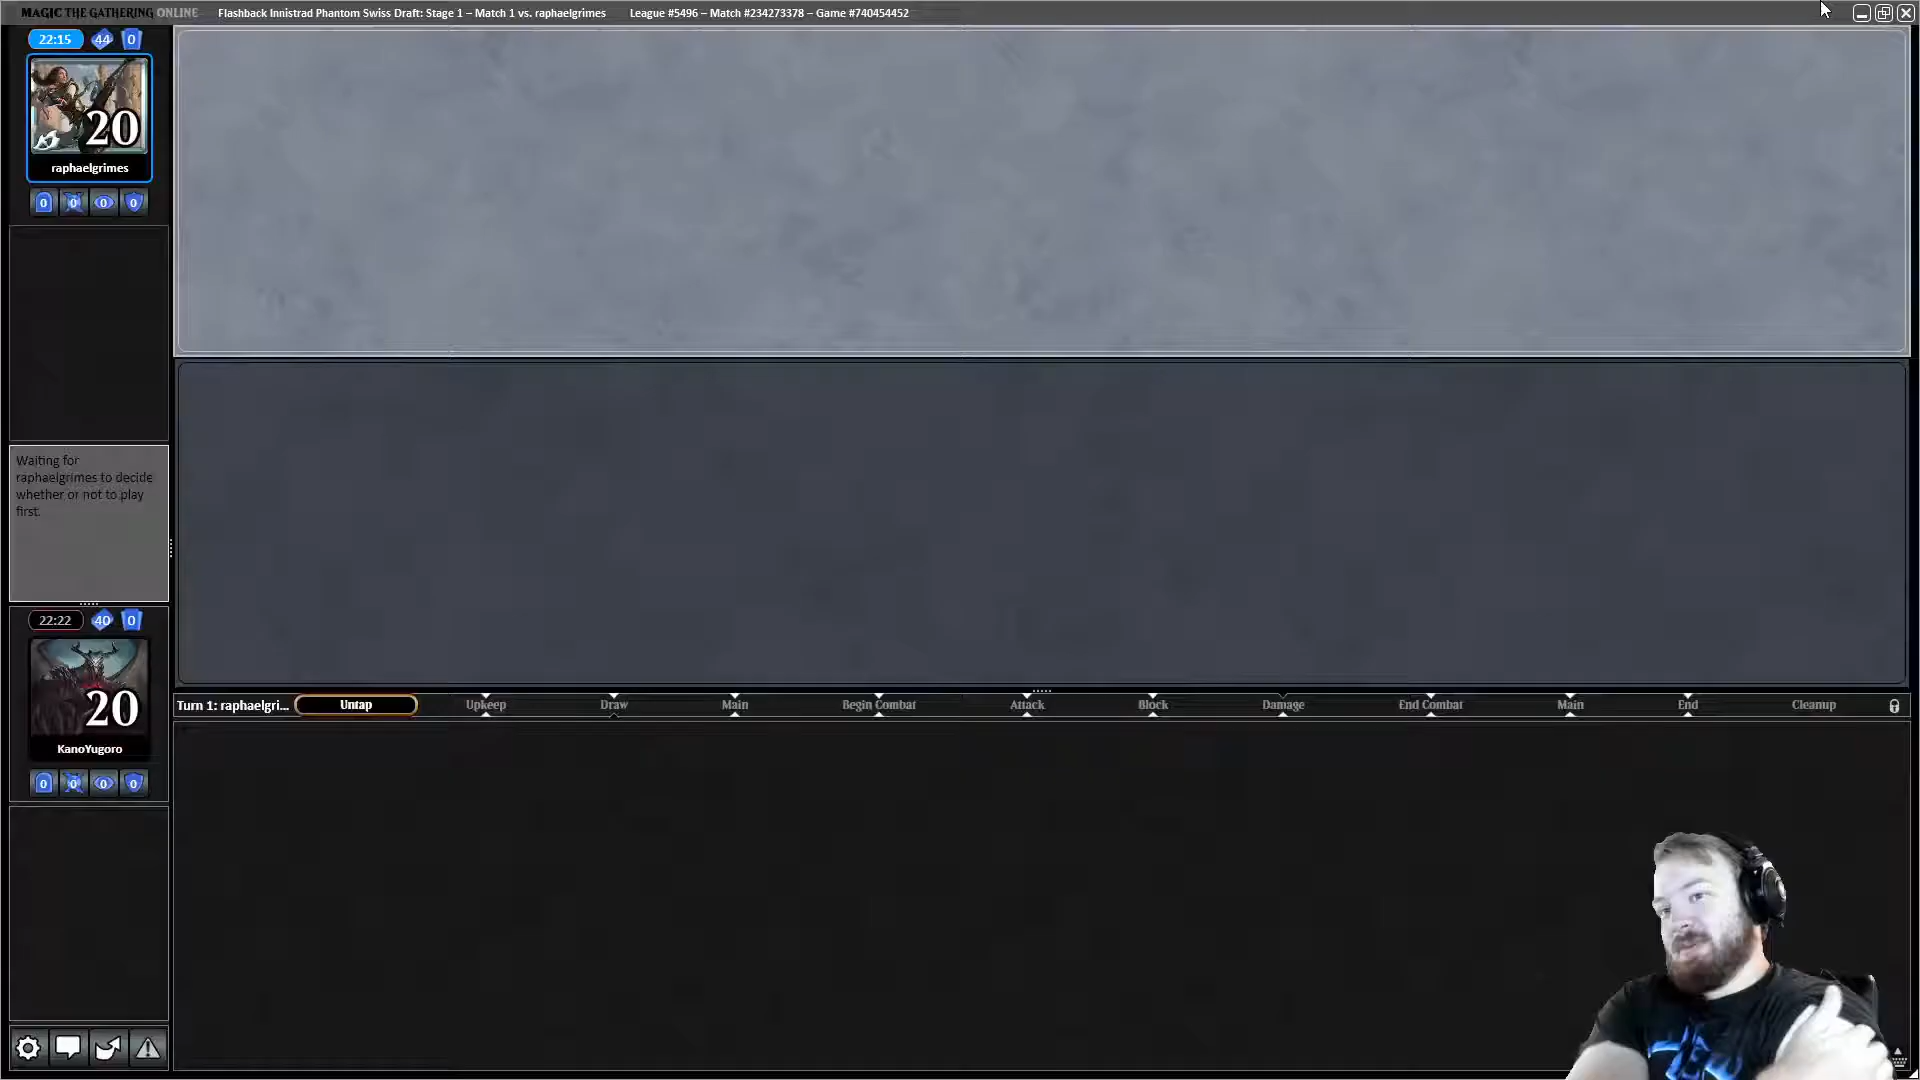 MAGIC THE GATHERING ONLINE
Flashback Innistrad Phantom Swiss Draft: Stage 1 – Match 1 vs. raphaelgrimes
League #5496 – Match #234273378 – Game #740454452
22:15
44
0
20
raphaelgrimes
0
0
0
0
Waiting for
raphaelgrimes to decide
whether or not to play
first.
22:22
40
0
20
KanoYugoro
0
0
0
0
Turn 1: raphaelgri...
Untap
Upkeep
Draw
Main
Begin Combat
Attack
Block
Damage
End Combat
Main
End
Cleanup